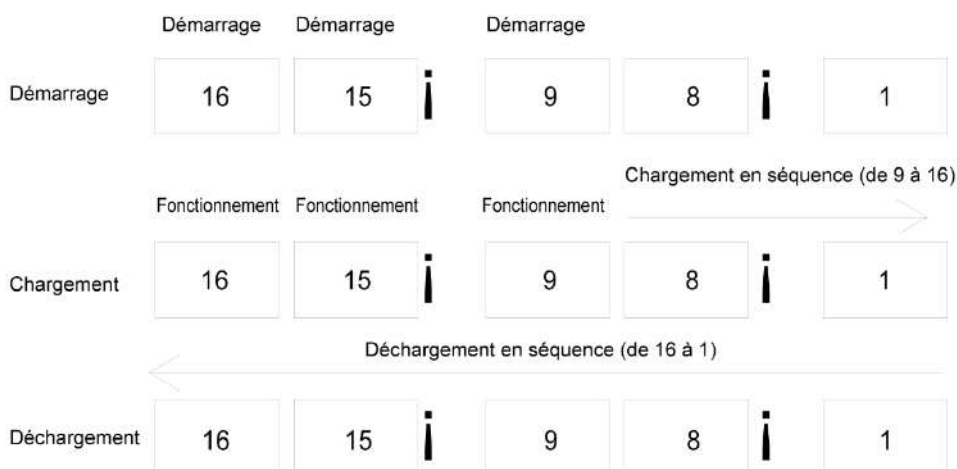 Démarrage Démarrage Démarrage
Démarrage 16 15 ¡ 9 8 ¡ 1
Chargement en séquence (de 9 à 16)
Fonctionnement Fonctionnement Fonctionnement
Chargement 16 15 ¡ 9 8 ¡ 1
Déchargement en séquence (de 16 à 1)
Déchargement 16 15 ¡ 9 8 ¡ 1